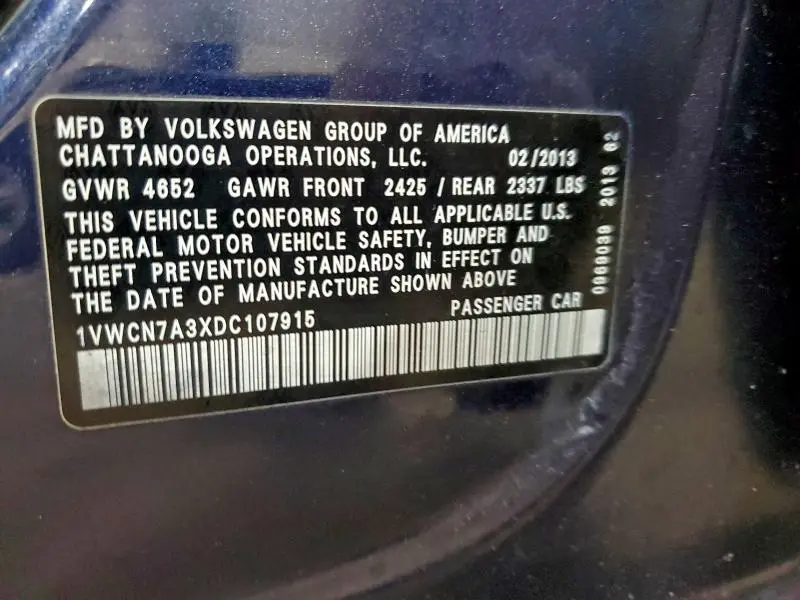 MFD BY VOLKSWAGEN GROUP OF AMERICA
CHATTANOOGA OPERATIONS, LLC. 02/2013
GVWR 4652 GAWR FRONT 2425 / REAR 2337 LBS
THIS VEHICLE CONFORMS TO ALL APPLICABLE U.S.
FEDERAL MOTOR VEHICLE SAFETY, BUMPER AND
THEFT PREVENTION STANDARDS IN EFFECT ON
THE DATE OF MANUFACTURE SHOWN ABOVE
1VWCN7A3XDC107915 PASSENGER CAR
0969039 2013 02